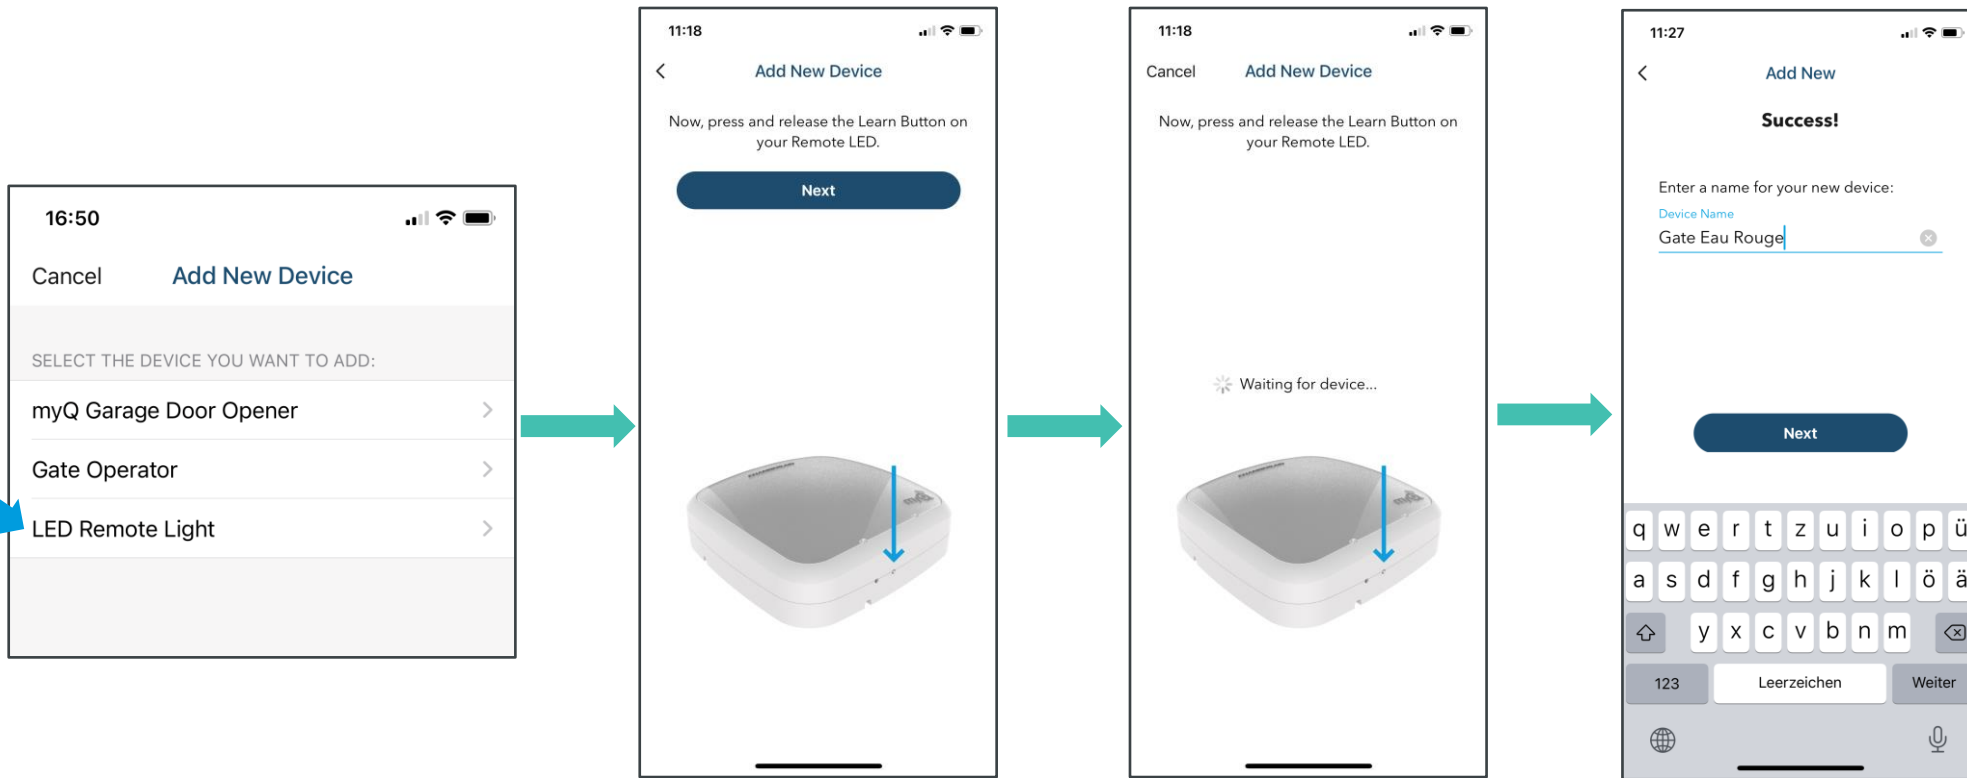 16:50
Cancel
Add New Device
SELECT THE DEVICE YOU WANT TO ADD:
myQ Garage Door Opener
Gate Operator
LED Remote Light
11:18
Add New Device
Now, press and release the Learn Button on
your Remote LED.
Next
myQ
11:18
Cancel
Add New Device
Now, press and release the Learn Button on
your Remote LED.
Waiting for device...
myQ
11:27
Add New
Success!
Enter a name for your new device:
Device Name
Gate Eau Rouge
Next
q w e r t z u i o p ü
a s d f g h j k l ö ä
y x c v b n m
123
Leerzeichen
Weiter